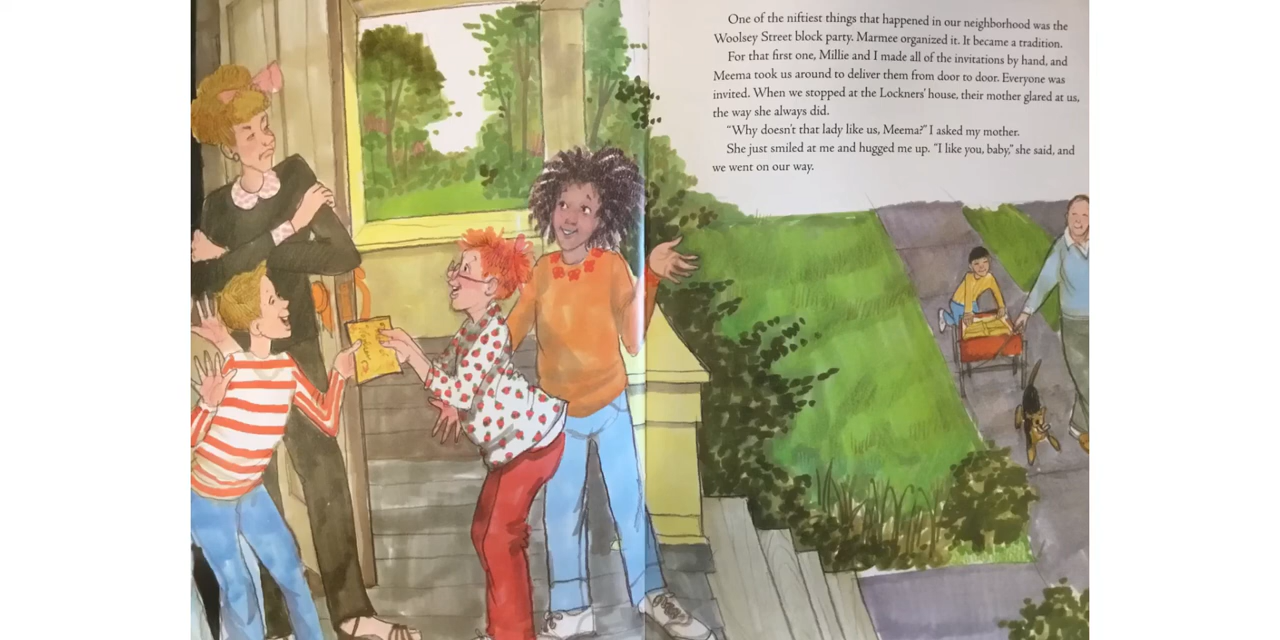 One of the niftiest things that happened in our neighborhood was the
Woolsey Street block party. Marmee organized it. It became a tradition.
For that first one, Millie and I made all of the invitations by hand, and
Meema took us around to deliver them from door to door. Everyone was
invited. When we stopped at the Lockners' house, their mother glared at us,
the way she always did.
"Why doesn't that lady like us, Meema?" I asked my mother.
She just smiled at me and hugged me up. "I like you, baby," she said, and
we went on our way.